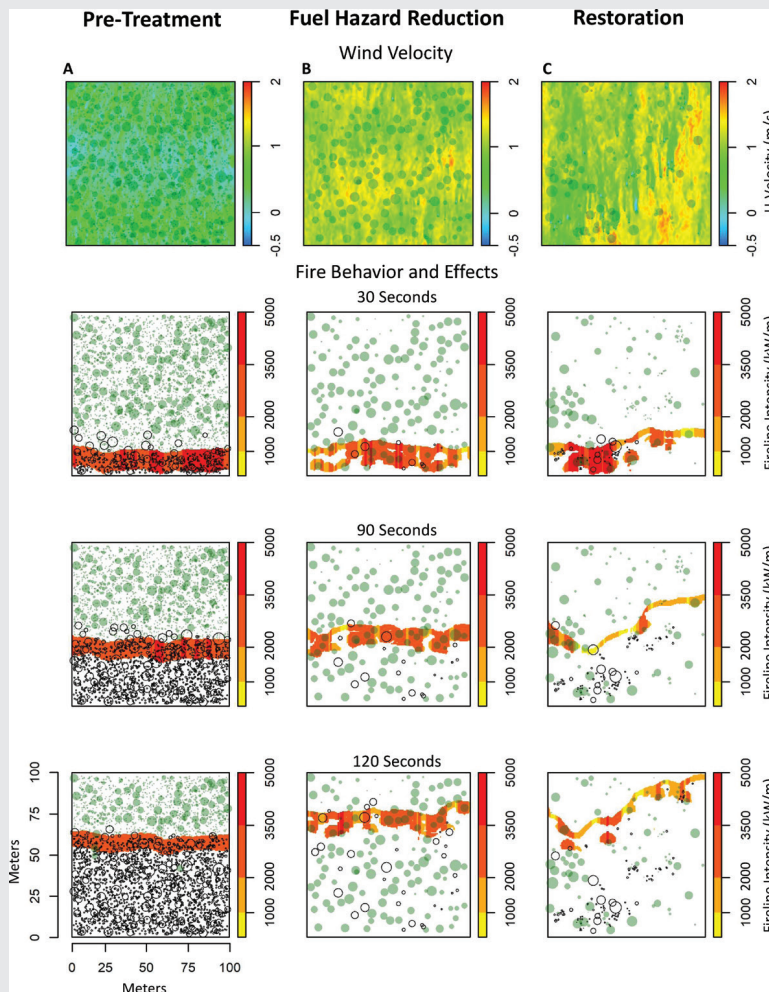 Pre-Treatment Fuel Hazard Reduction Restoration
Wind Velocity
A B C
2 2 2
1 1 1
0 0 0
-0.5 -0.5 -0.5
Fire Behavior and Effects
30 Seconds
5000 5000 5000
3500 3500 3500
2000 2000 2000
1000 1000 1000
Fireline Intensity (kW/m)
90 Seconds
5000 5000 5000
3500 3500 3500
2000 2000 2000
1000 1000 1000
Fireline Intensity (kW/m)
120 Seconds
100
75
50
25
0
Meters
5000 5000 5000
3500 3500 3500
2000 2000 2000
1000 1000 1000
Fireline Intensity (kW/m)
0 25 50 75 100
Meters